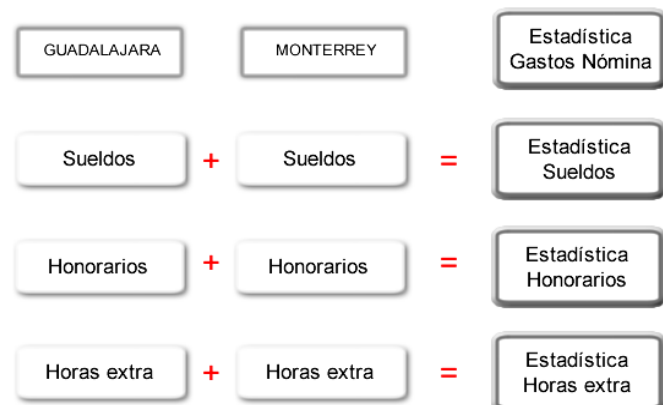 GUADALAJARA MONTERREY Estadística
Gastos Nómina
Sueldos + Sueldos = Estadística
Sueldos
Honorarios + Honorarios = Estadística
Honorarios
Horas extra + Horas extra = Estadística
Horas extra